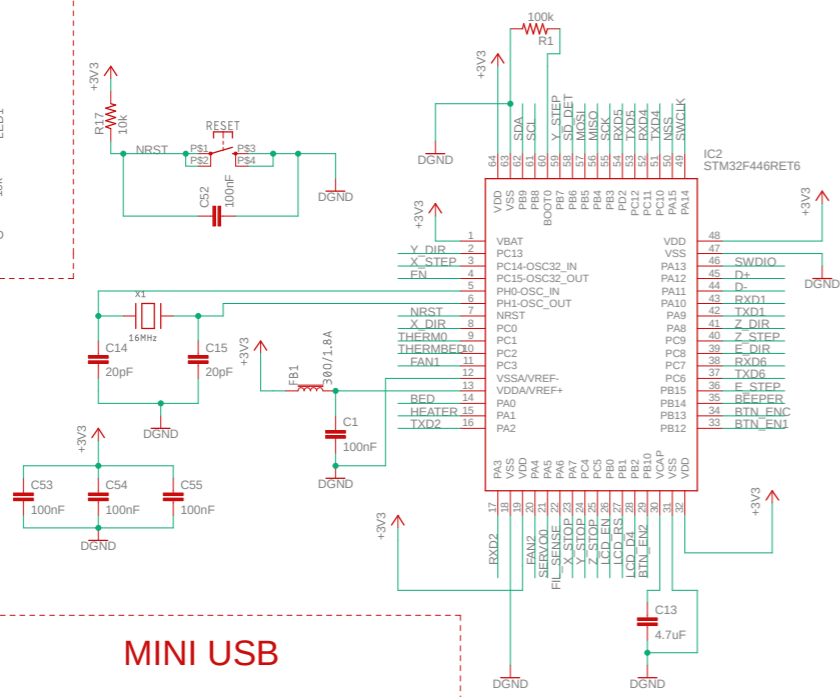 100k
R1
+3V3
+3V3
R17
10k
RESET
NRST
P$1
P$2
P$3
P$4
C52
100nF
DGND
DGND
SDA
SCL
Y_STEP
SD_DET
MOSI
MISO
SCK
RXD5
TXD5
RXD4
TXD4
NSS
SWCLK
64
63
62
61
60
59
58
57
56
55
54
53
52
51
50
49
IC2
STM32F446RET6
VDD
VSS
PB9
PB8
BOOT0
PB7
PB6
PB5
PB4
PB3
PD2
PC12
PC11
PC10
PA15
PA14
+3V3
+3V3
1 VBAT
Y_DIR 2 PC13
X_STEP 3 PC14-OSC32_IN
EN 4 PC15-OSC32_OUT
5 PH0-OSC_IN
6 PH1-OSC_OUT
NRST 7 NRST
X_DIR 8 PC0
THERM0 9 PC1
THERMBED 10 PC2
FAN1 11 PC3
12 VSSA/VREF-
13 VDDA/VREF+
BED 14 PA0
HEATER 15 PA1
TXD2 16 PA2
VDD 48
VSS 47
PA13 46 SWDIO
PA12 45 D+
PA11 44 D-
PA10 43 RXD1
PA9 42 TXD1
PA8 41 Z_DIR
PC9 40 Z_STEP
PC8 39 E_DIR
PC7 38 RXD6
PC6 37 TXD6
PB15 36 E_STEP
PB14 35 BEEPER
PB13 34 BTN_ENC
PB12 33 BTN_EN1
DGND
X1
16MHz
C14
20pF
C15
20pF
DGND
+3V3
FB1
300/1.8A
C1
100nF
DGND
+3V3
C53
100nF
C54
100nF
C55
100nF
DGND
PA3
VSS
VDD
PA4
PA5
PA6
PA7
PC4
PC5
PB0
PB1
PB2
PB10
VCAP
VSS
VDD
17
18
19
20
21
22
23
24
25
26
27
28
29
30
31
32
RXD2
FAN2
SERVO0
FIL_SENSE
X_STOP
Y_STOP
Z_STOP
LCD_EN
LCD_RS
LCD_D4
BTN_EN2
+3V3
+3V3
C13
4.7uF
DGND
DGND
MINI USB